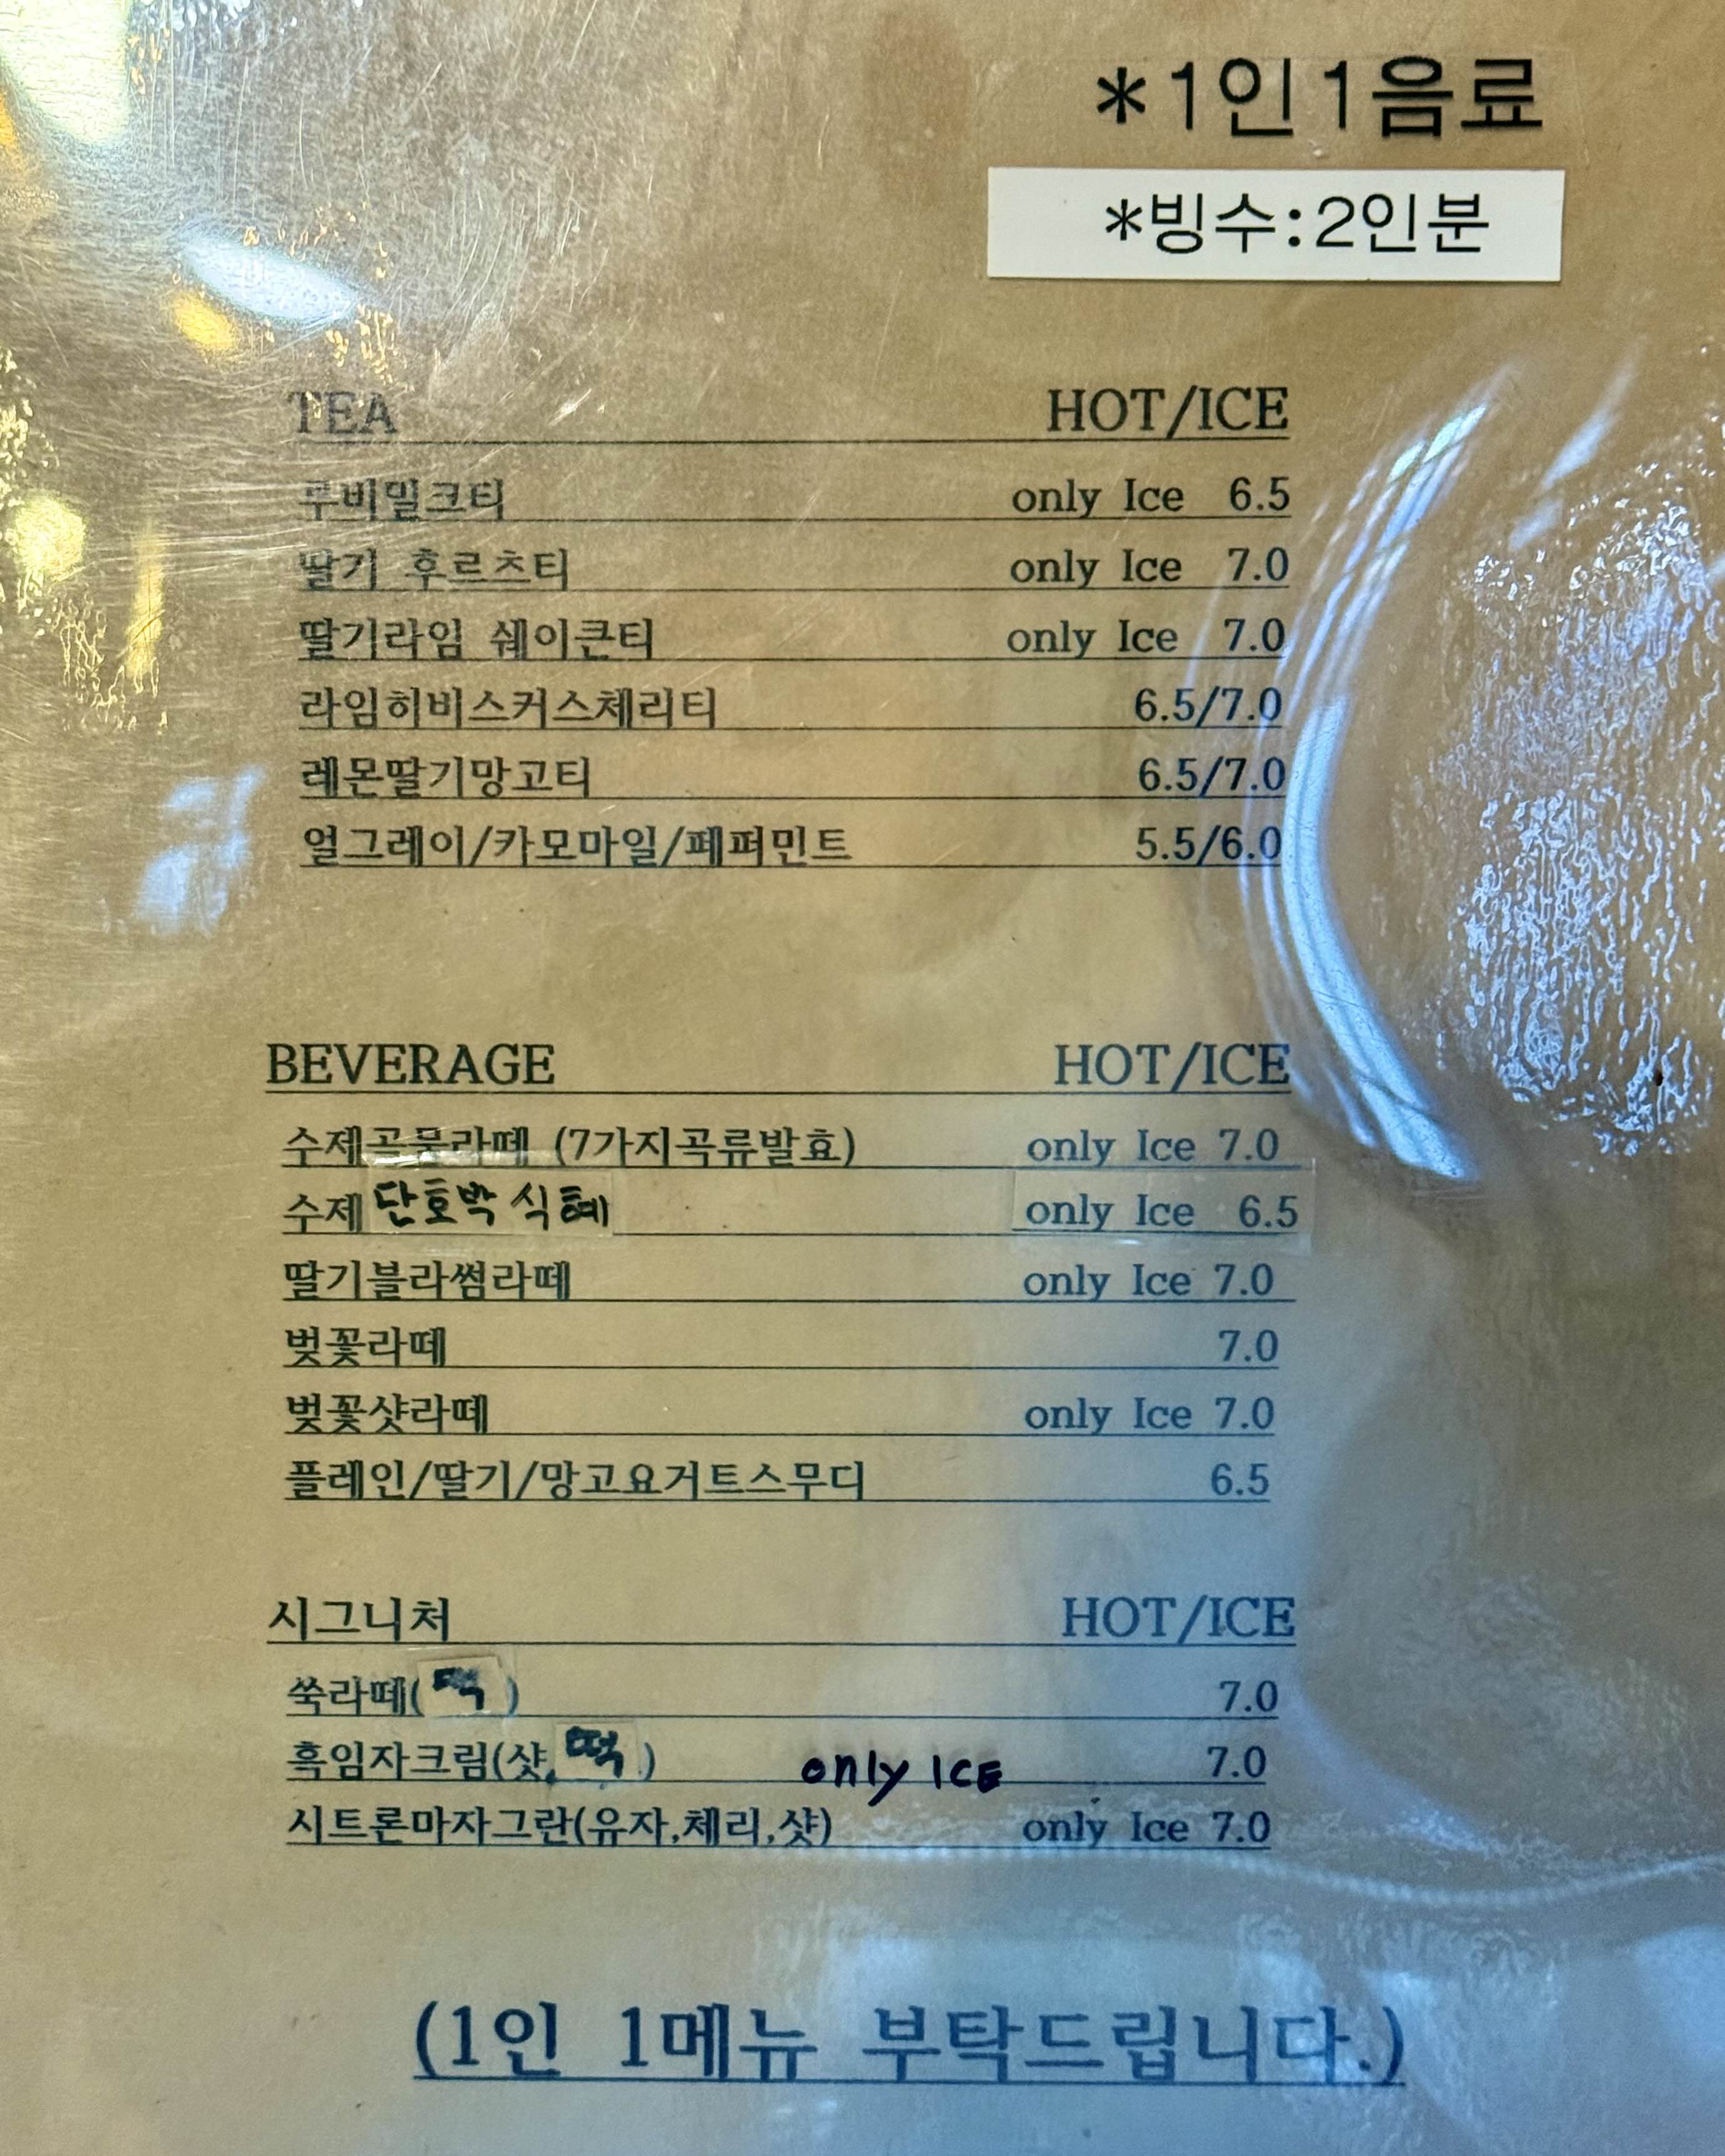 *1인1음료
*빙수:2인분
TEA HOT/ICE
루비밀크티 only Ice 6.5
딸기 후르츠티 only Ice 7.0
딸기라임 쉐이큰티 only Ice 7.0
라임히비스커스체리티 6.5/7.0
레몬딸기망고티 6.5/7.0
얼그레이/카모마일/페퍼민트 5.5/6.0
BEVERAGE HOT/ICE
수제곡물라떼 (7가지곡류발효) only Ice 7.0
수제 단호박 식혜 only Ice 6.5
딸기블라썸라떼 only Ice 7.0
벚꽃라떼 7.0
벚꽃샷라떼 only Ice 7.0
플레인/딸기/망고요거트스무디 6.5
시그니처 HOT/ICE
쑥라떼(떡) 7.0
흑임자크림(샷,떡) only ICE 7.0
시트론마자그란(유자,체리,샷) only Ice 7.0
(1인 1메뉴 부탁드립니다.)